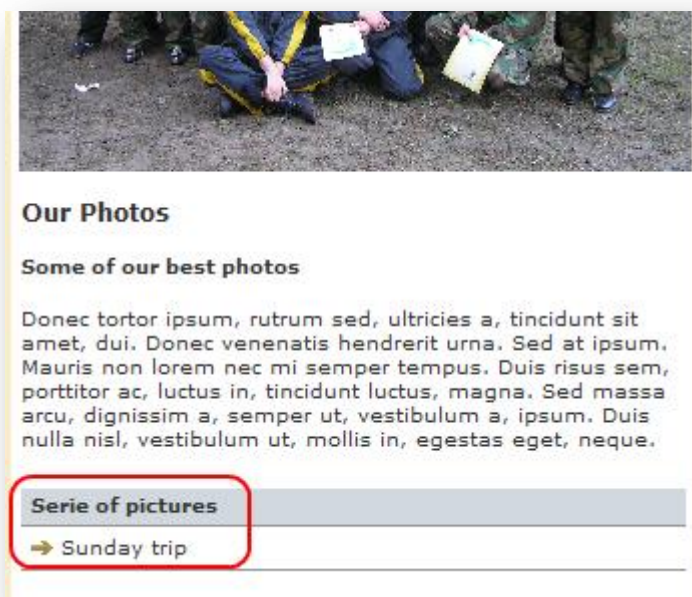 Our Photos
Some of our best photos
Donec tortor ipsum, rutrum sed, ultricies a, tincidunt sit
amet, dui. Donec venenatis hendrerit urna. Sed at ipsum.
Mauris non lorem nec mi semper tempus. Duis risus sem,
porttitor ac, luctus in, tincidunt luctus, magna. Sed massa
arcu, dignissim a, semper ut, vestibulum a, ipsum. Duis
nulla nisl, vestibulum ut, mollis in, egestas eget, neque.
Serie of pictures
Sunday trip